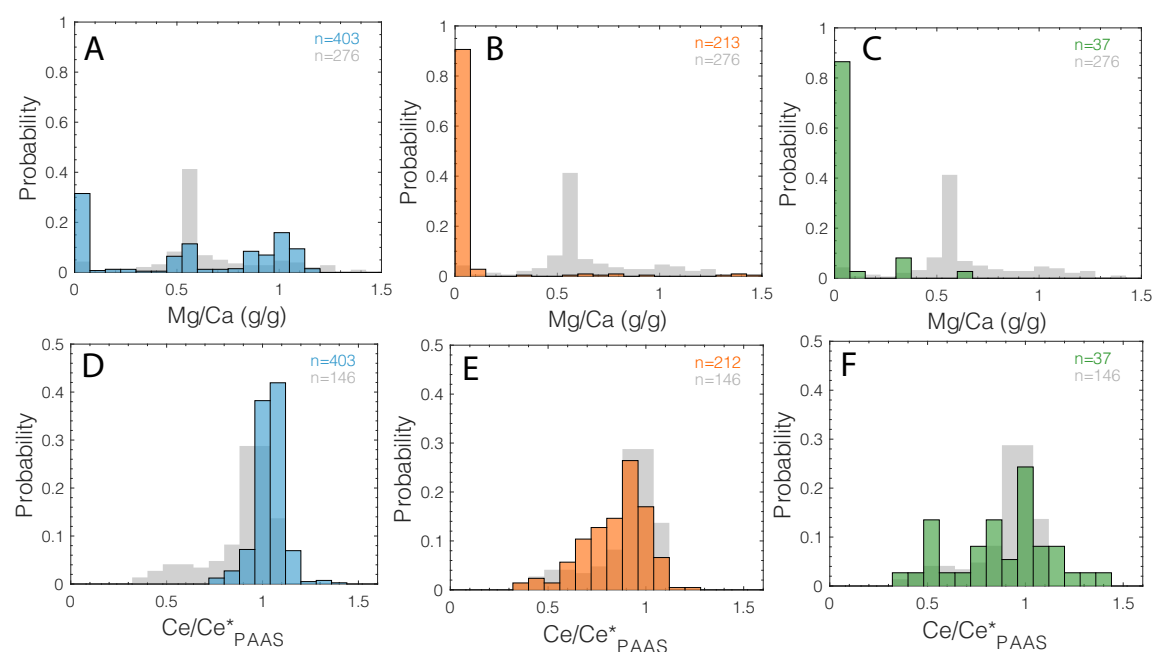 A
n=403
n=276
1
0.8
0.6
0.4
0.2
0
Probability
0
0.5
1
1.5
Mg/Ca (g/g)
B
n=213
n=276
1
0.8
0.6
0.4
0.2
0
Probability
0
0.5
1
1.5
Mg/Ca (g/g)
C
n=37
n=276
1
0.8
0.6
0.4
0.2
0
Probability
0
0.5
1
1.5
Mg/Ca (g/g)
D
n=403
n=146
0.5
0.4
0.3
0.2
0.1
0
Probability
0
0.5
1
1.5
Ce/Ce*PAAS
E
n=212
n=146
0.5
0.4
0.3
0.2
0.1
0
Probability
0
0.5
1
1.5
Ce/Ce*PAAS
F
n=37
n=146
0.5
0.4
0.3
0.2
0.1
0
Probability
0
0.5
1
1.5
Ce/Ce*PAAS